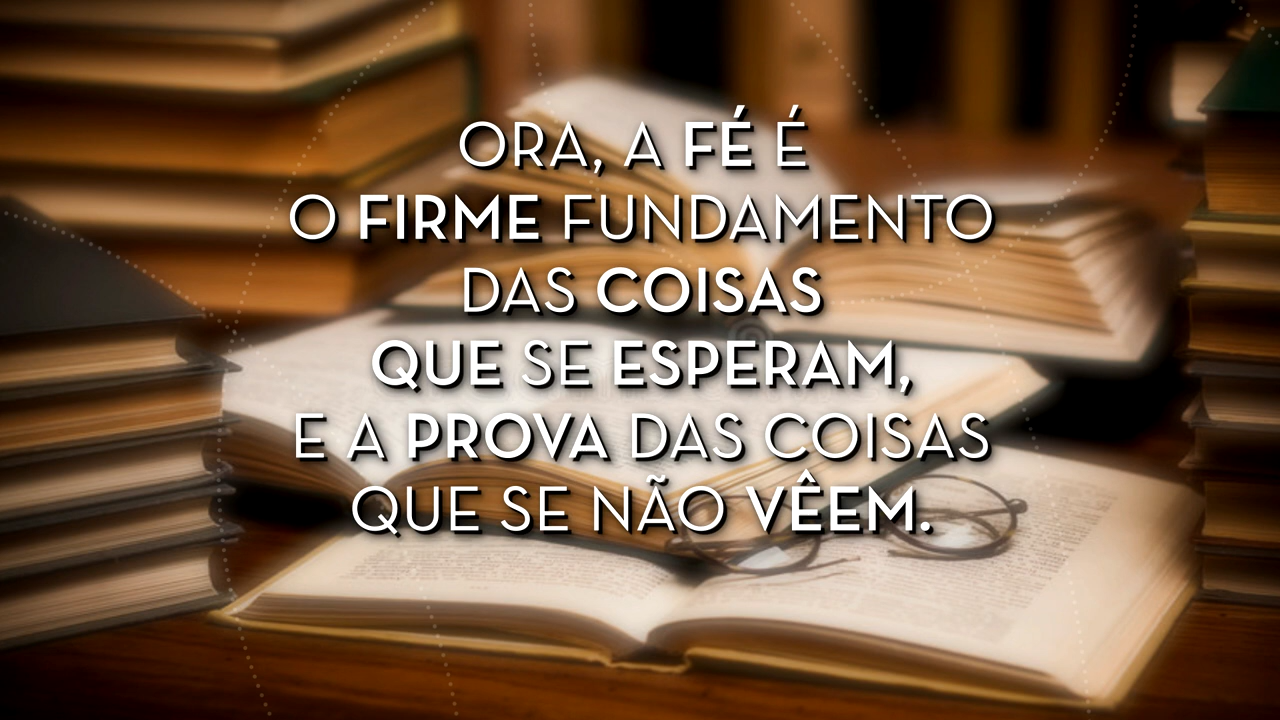 ORA, A FÉ É
O FIRME FUNDAMENTO
DAS COISAS
QUE SE ESPERAM,
E A PROVA DAS COISAS
QUE SE NÃO VÊEM.